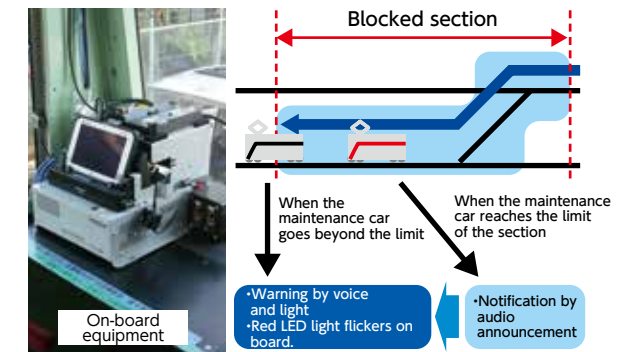 Blocked section
When the
maintenance car
goes beyond the limit
When the maintenance
car reaches the limit
of the section
On-board
equipment
・Warning by voice
and light
・Red LED light flickers on
board.
・Notification by
audio
announcement